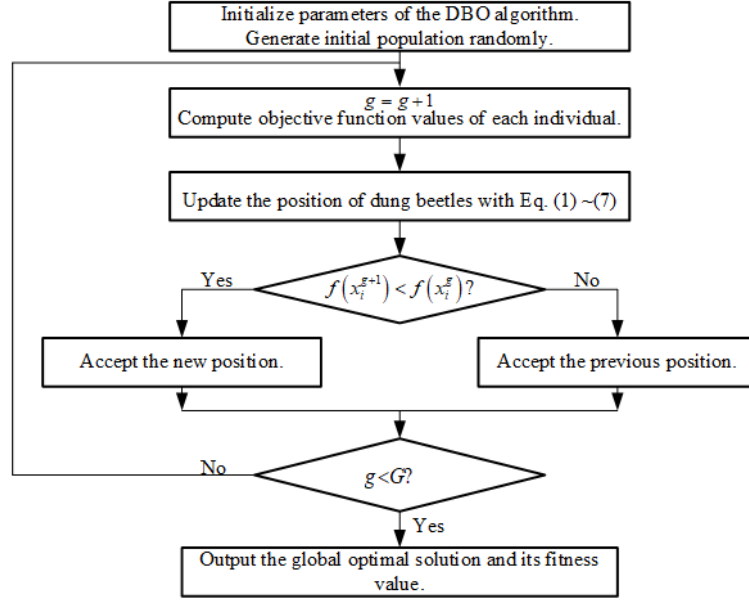 Initialize parameters of the DBO algorithm.
Generate initial population randomly.
g = g+1
Compute objective function values of each individual.
Update the position of dung beetles with Eq. (1) ~(7)
Yes
f(x_i^{g+1}) < f(x_i^g)?
No
Accept the new position.
Accept the previous position.
No
g<G?
Yes
Output the global optimal solution and its fitness
value.